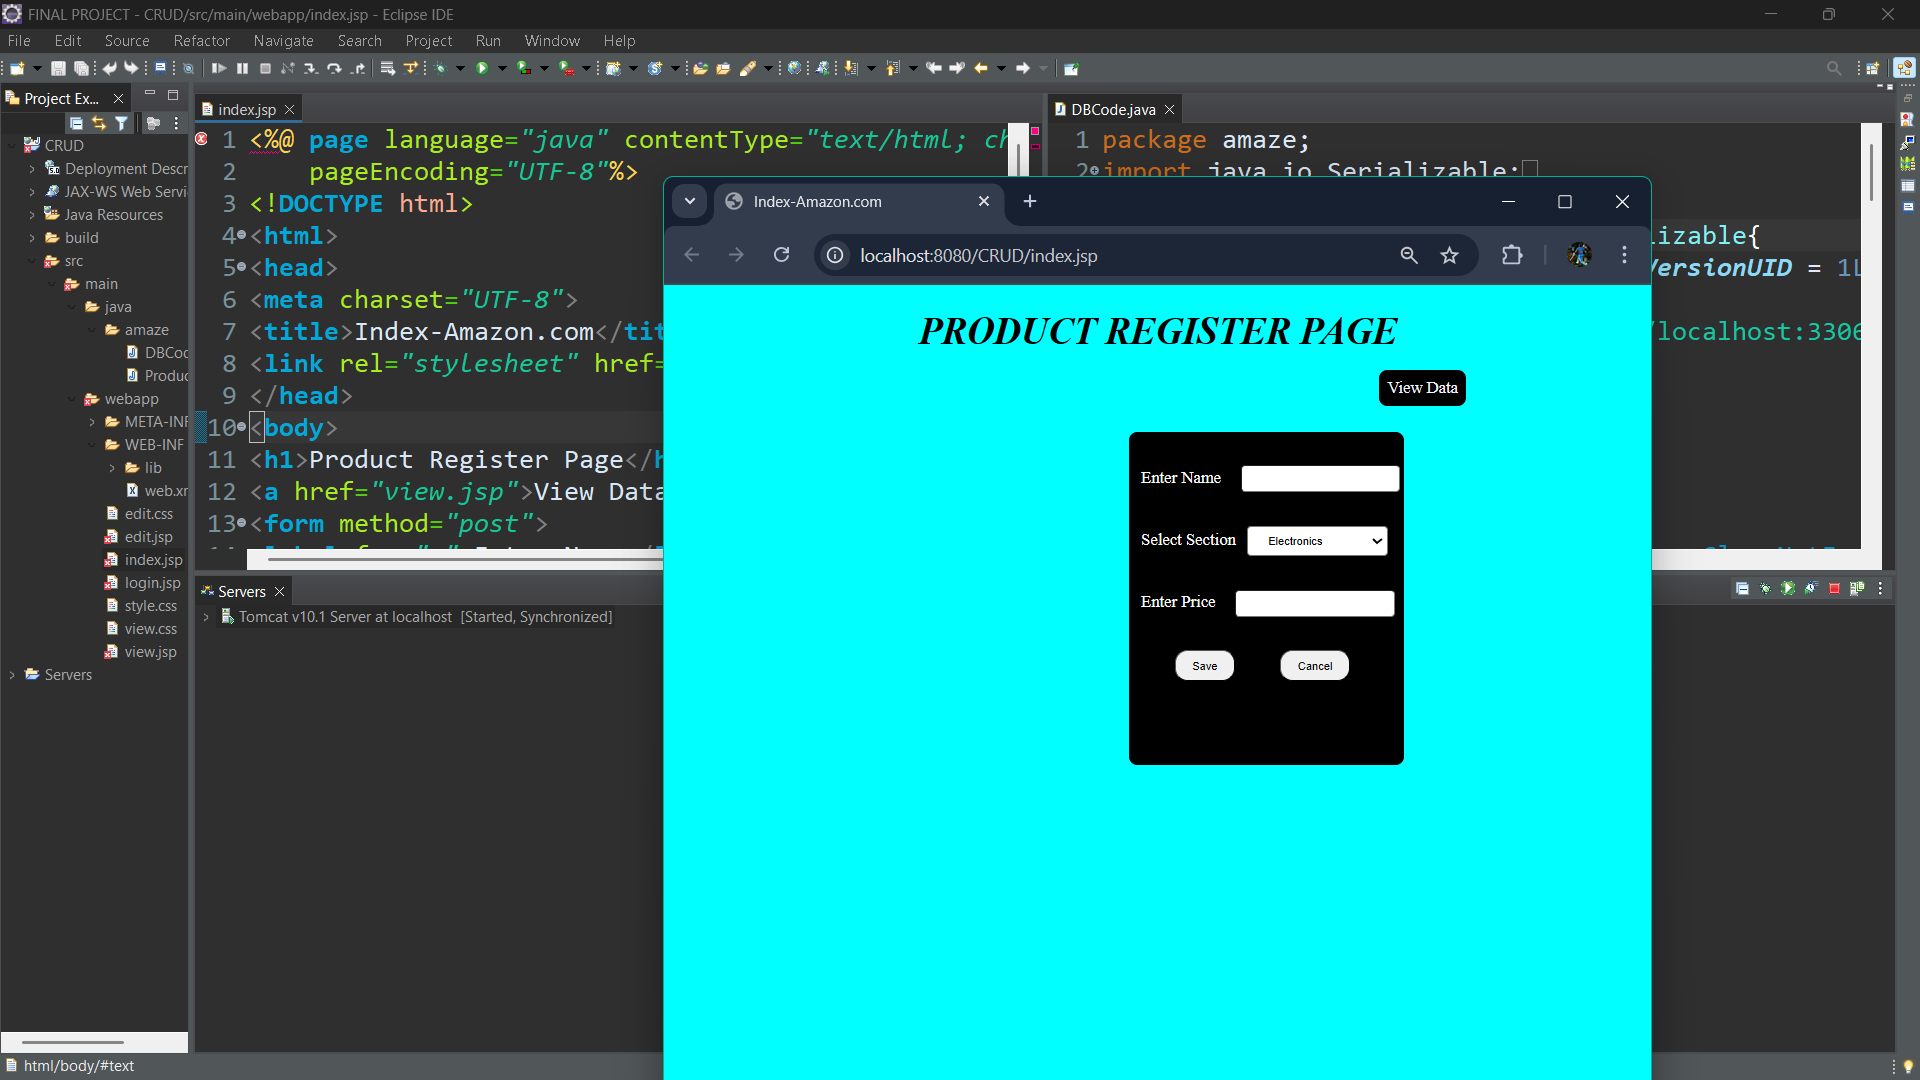 FINAL PROJECT - CRUD/src/main/webapp/index.jsp - Eclipse IDE
File Edit Source Refactor Navigate Search Project Run Window Help
Project Ex...
CRUD
Deployment Descr
JAX-WS Web Servi
Java Resources
build
src
main
java
amaze
DBCoc
Produc
webapp
META-INF
WEB-INF
lib
web.xr
edit.css
edit.jsp
index.jsp
login.jsp
style.css
view.css
view.jsp
Servers
index.jsp
1 <%@ page language="java" contentType="text/html; ch
2 pageEncoding="UTF-8"%>
3 <!DOCTYPE html>
4 <html>
5 <head>
6 <meta charset="UTF-8">
7 <title>Index-Amazon.com</tit
8 <link rel="stylesheet" href=
9 </head>
10 <body>
11 <h1>Product Register Page</h
12 <a href="view.jsp">View Data
13 <form method="post">
DBCode.java
1 package amaze;
2 import java.io.Serializable;
lizable{
VersionUID = 1L
/localhost:3306
Index-Amazon.com
localhost:8080/CRUD/index.jsp
PRODUCT REGISTER PAGE
View Data
Enter Name
Select Section Electronics
Enter Price
Save Cancel
Servers
Tomcat v10.1 Server at localhost [Started, Synchronized]
html/body/#text